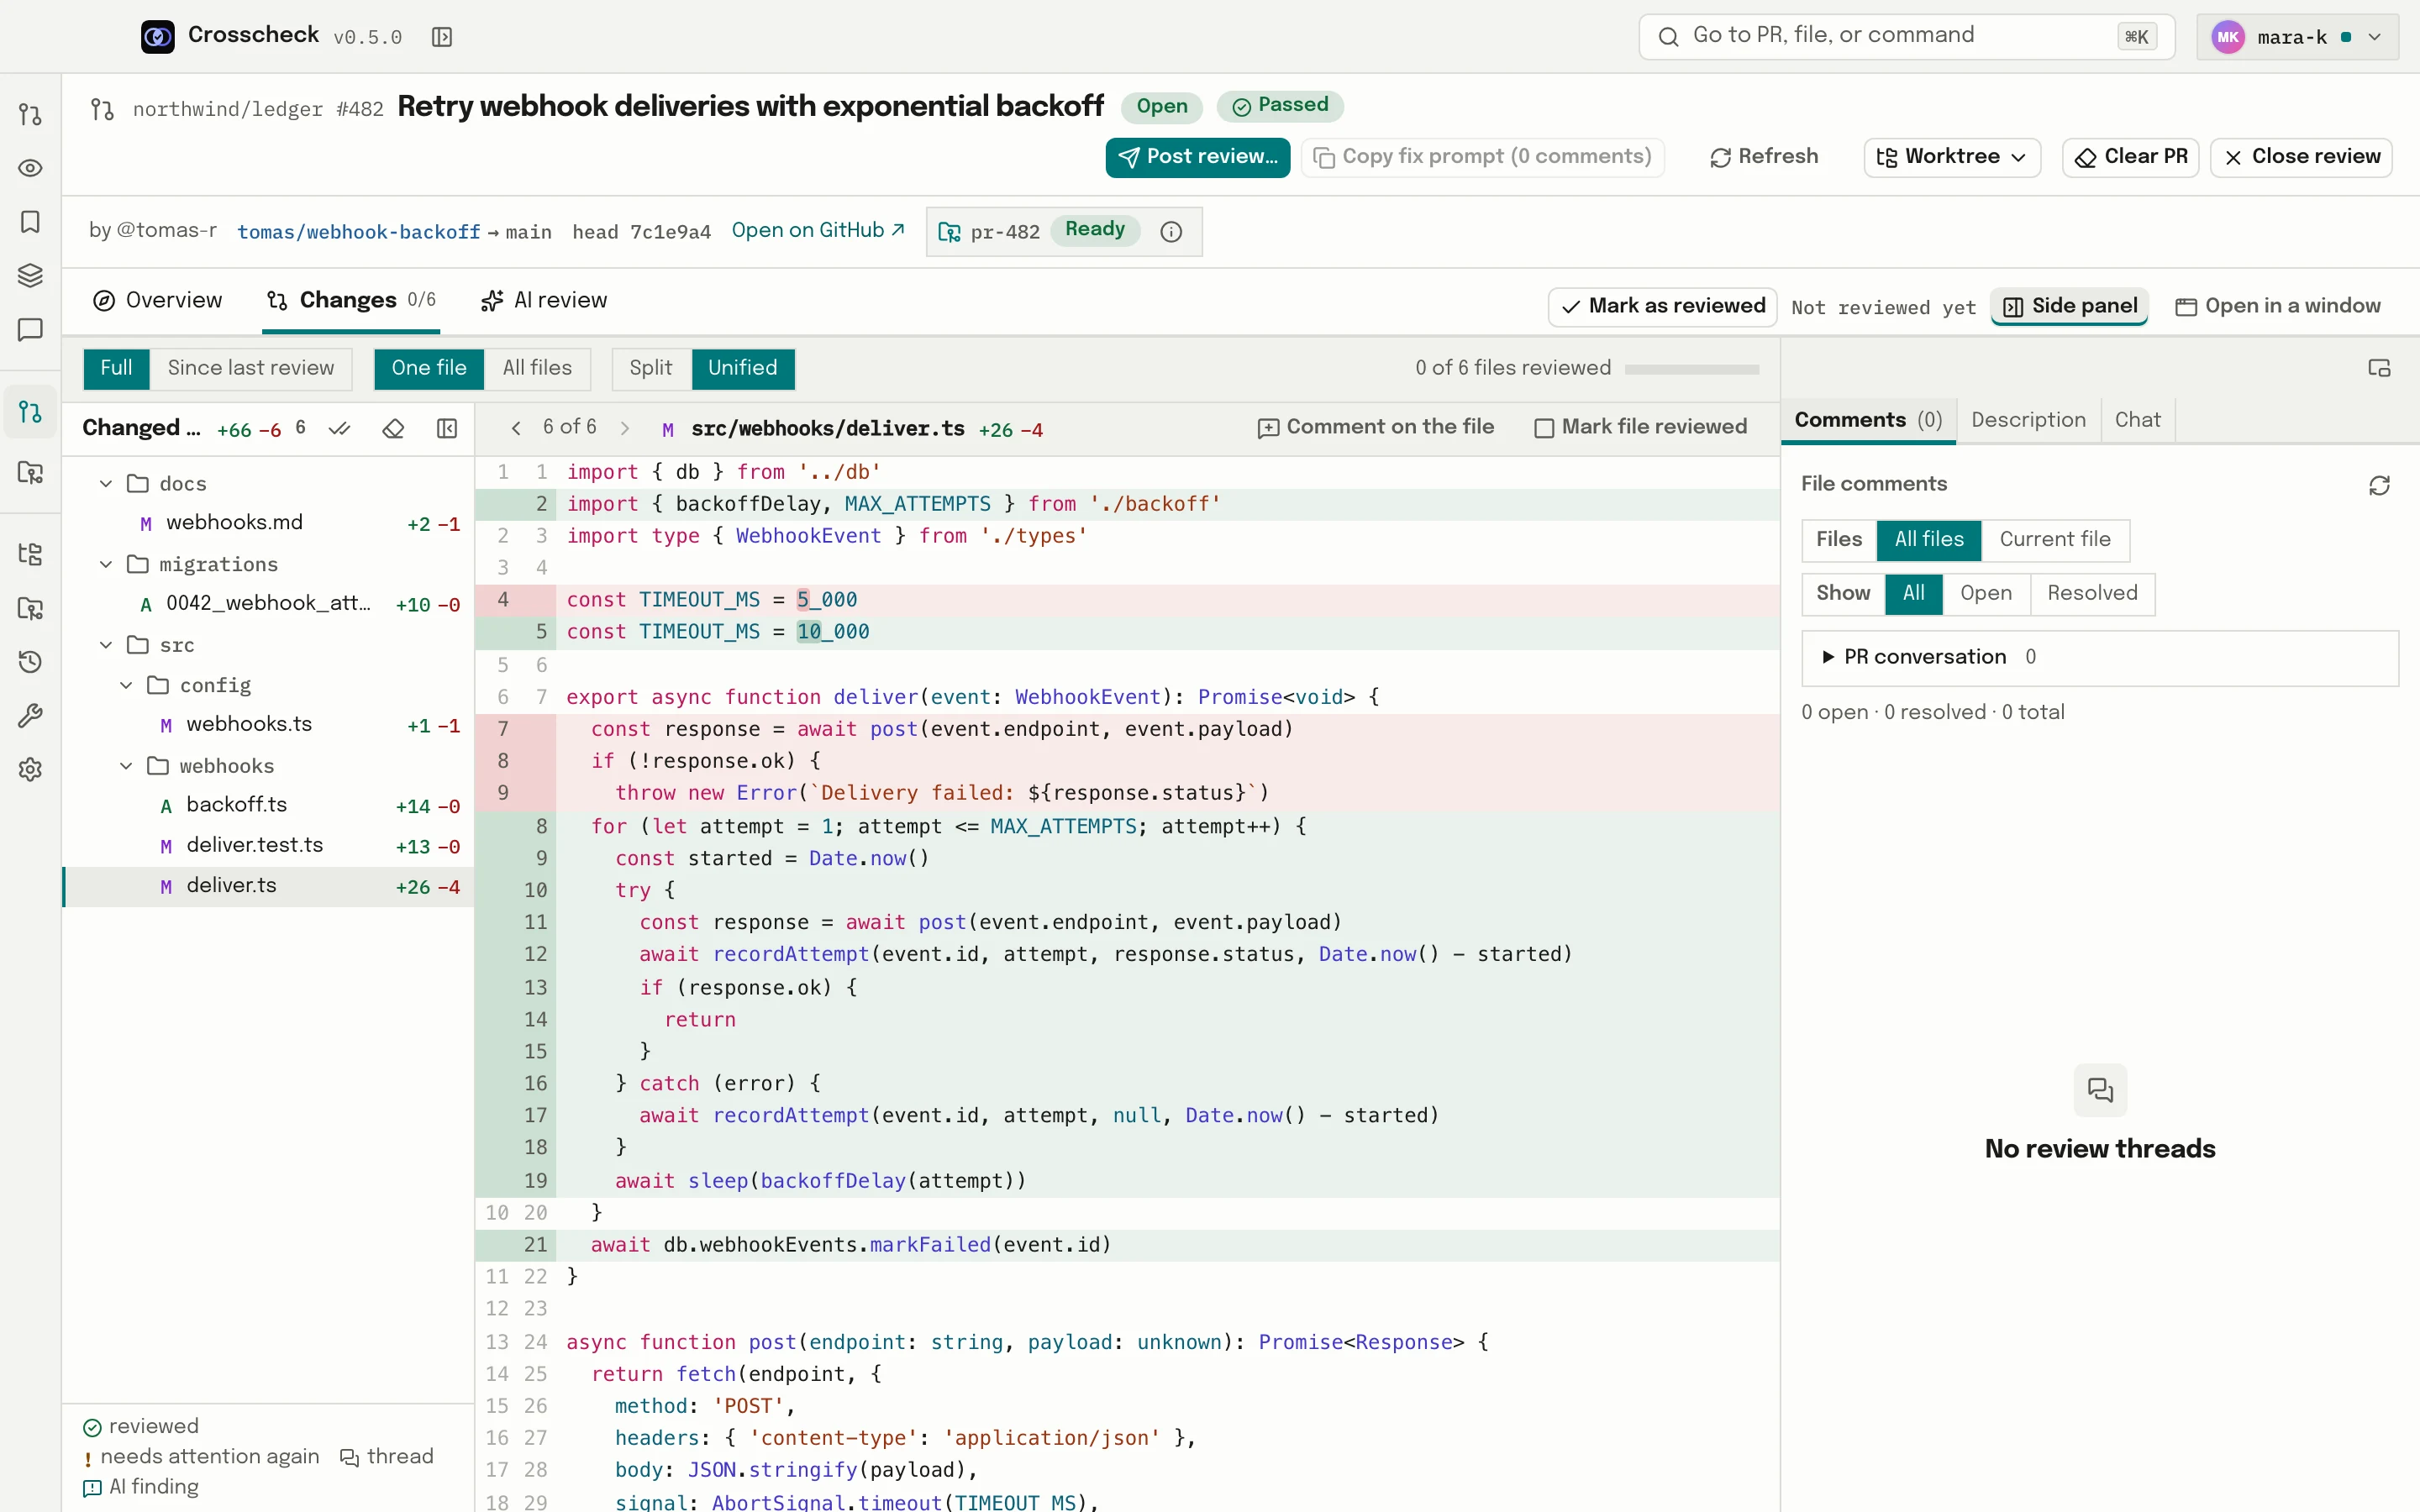 Crosscheck v0.5.0
Go to PR, file, or command ⌘K
MK mara-k
northwind/ledger #482 Retry webhook deliveries with exponential backoff Open Passed
Post review... Copy fix prompt (0 comments) Refresh Worktree Clear PR Close review
by @tomas-r tomas/webhook-backoff → main head 7c1e9a4 Open on GitHub ↗ pr-482 Ready
Overview Changes 0/6 AI review Mark as reviewed Not reviewed yet Side panel Open in a window
Full Since last review One file All files Split Unified 0 of 6 files reviewed
Changed ... +66 −6 6
docs
M webhooks.md +2 −1
migrations
A 0042_webhook_att... +10 −0
src
config
M webhooks.ts +1 −1
webhooks
A backoff.ts +14 −0
M deliver.test.ts +13 −0
M deliver.ts +26 −4
reviewed
! needs attention again thread
AI finding
6 of 6 M src/webhooks/deliver.ts +26 −4 Comment on the file Mark file reviewed
1 1 import { db } from '../db'
2 import { backoffDelay, MAX_ATTEMPTS } from './backoff'
2 3 import type { WebhookEvent } from './types'
3 4
4 const TIMEOUT_MS = 5_000
5 const TIMEOUT_MS = 10_000
5 6
6 7 export async function deliver(event: WebhookEvent): Promise<void> {
7 const response = await post(event.endpoint, event.payload)
8 if (!response.ok) {
9 throw new Error(`Delivery failed: ${response.status}`)
8 for (let attempt = 1; attempt <= MAX_ATTEMPTS; attempt++) {
9 const started = Date.now()
10 try {
11 const response = await post(event.endpoint, event.payload)
12 await recordAttempt(event.id, attempt, response.status, Date.now() - started)
13 if (response.ok) {
14 return
15 }
16 } catch (error) {
17 await recordAttempt(event.id, attempt, null, Date.now() - started)
18 }
19 await sleep(backoffDelay(attempt))
10 20 }
21 await db.webhookEvents.markFailed(event.id)
11 22 }
12 23
13 24 async function post(endpoint: string, payload: unknown): Promise<Response> {
14 25 return fetch(endpoint, {
15 26 method: 'POST',
16 27 headers: { 'content-type': 'application/json' },
17 28 body: JSON.stringify(payload),
18 29 signal: AbortSignal.timeout(TIMEOUT_MS),
Comments (0) Description Chat
File comments
Files All files Current file
Show All Open Resolved
PR conversation 0
0 open · 0 resolved · 0 total
No review threads